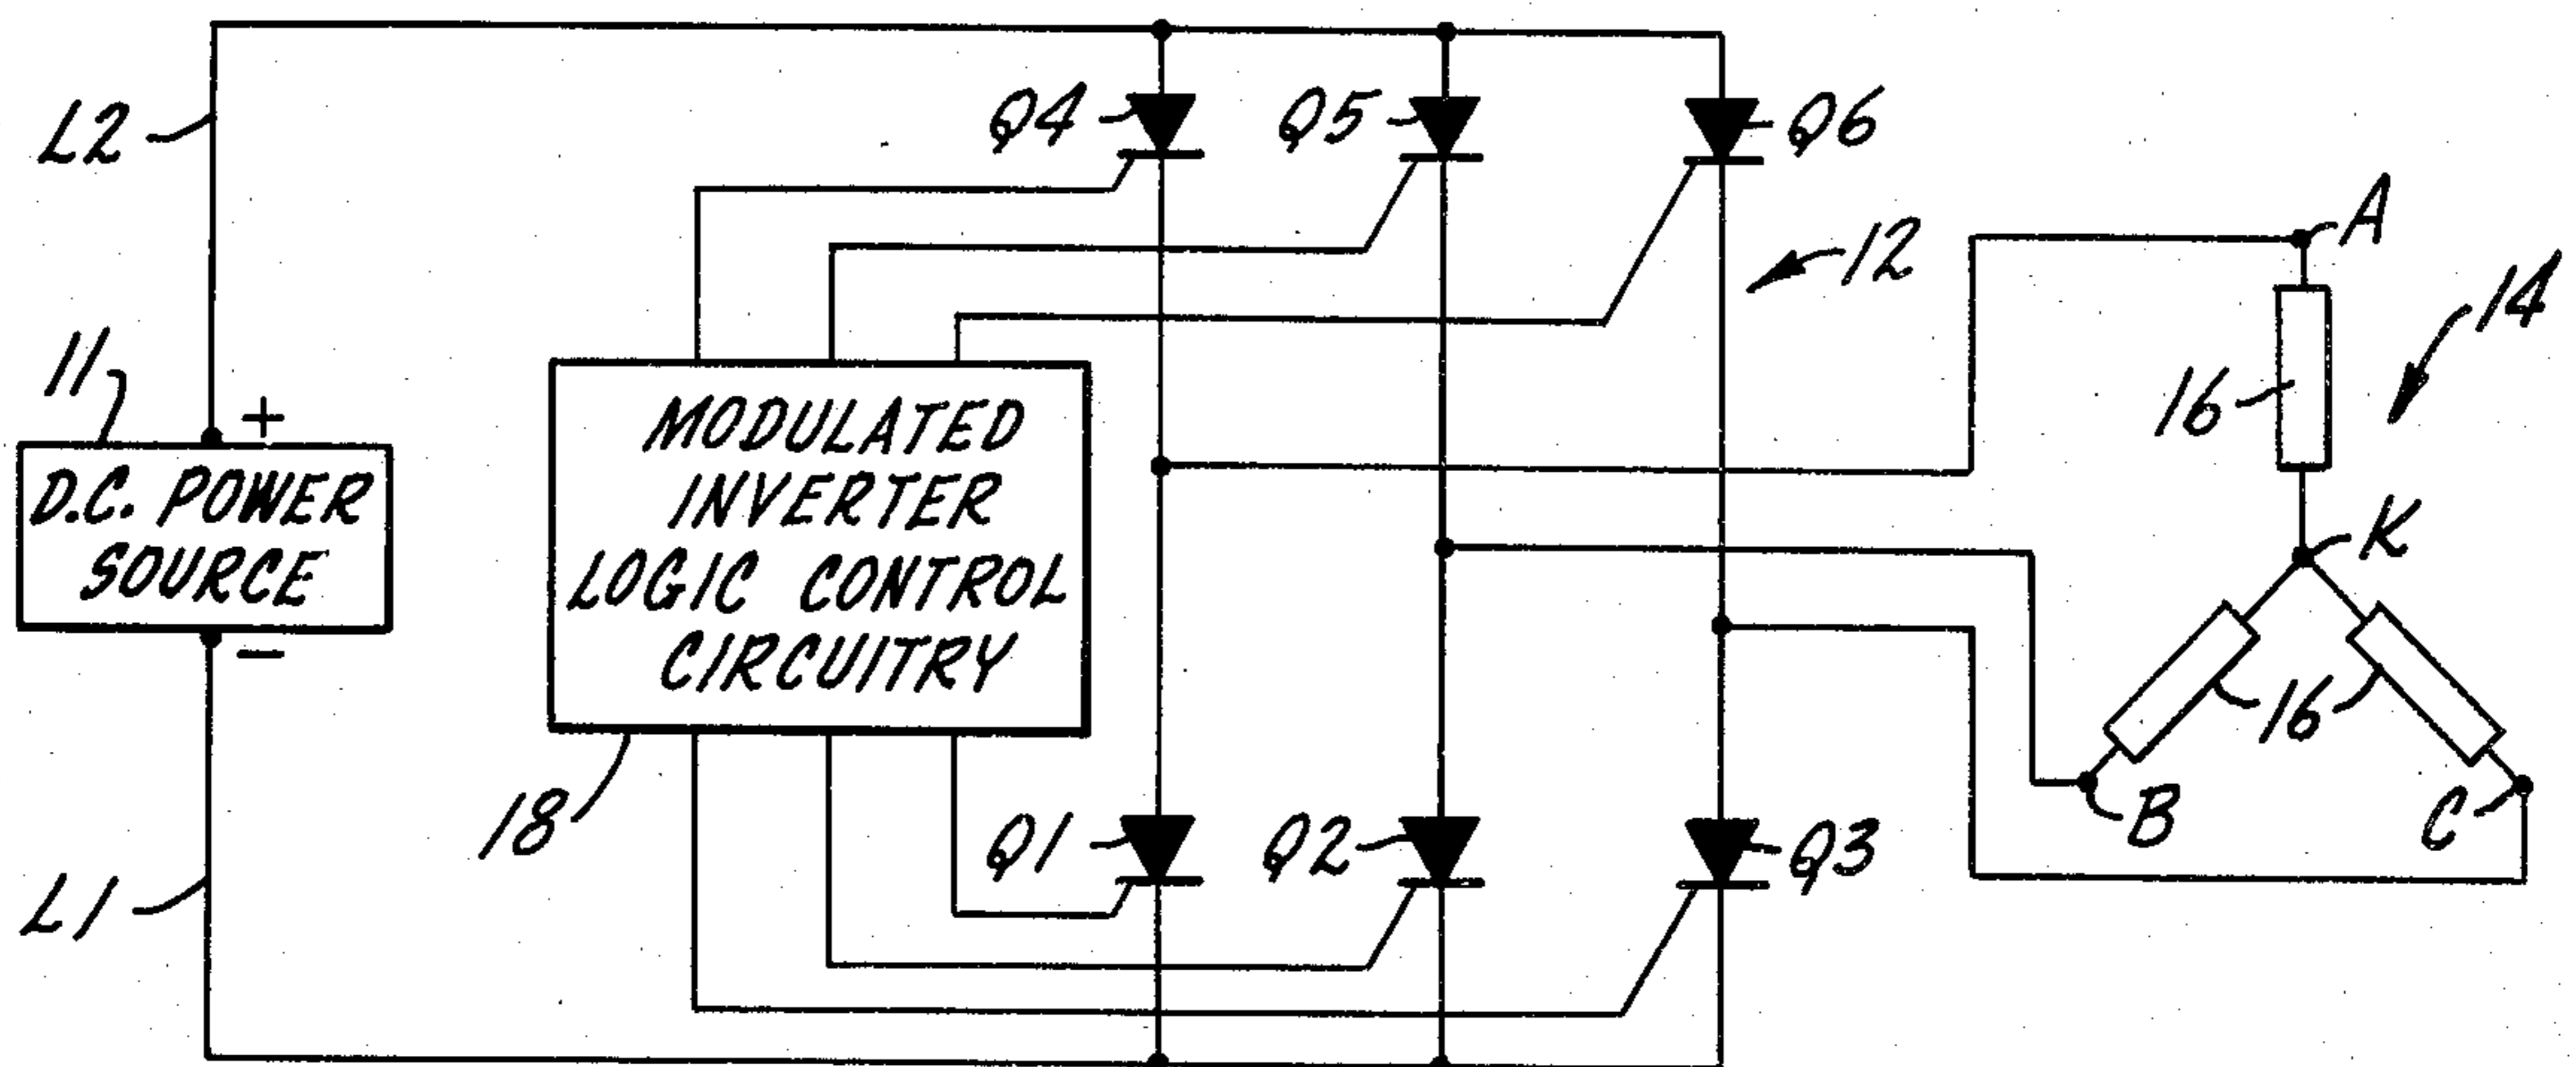 L2
Q4
Q5
Q6
A
12
14
11
+
16
MODULATED
INVERTER
LOGIC CONTROL
CIRCUITRY
D.C. POWER
SOURCE
K
−
16
18
Q1
Q2
Q3
B
C
L1